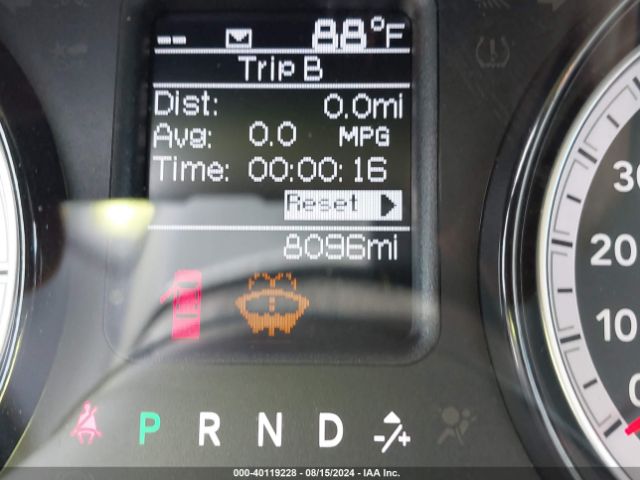 -- 88°F
Trip B
Dist: 0.0mi
Avg: 0.0 MPG
Time: 00:00:16
Reset
8096mi
P R N D -/+
30
20
10
0
000-40119228 - 08/15/2024 - IAA Inc.